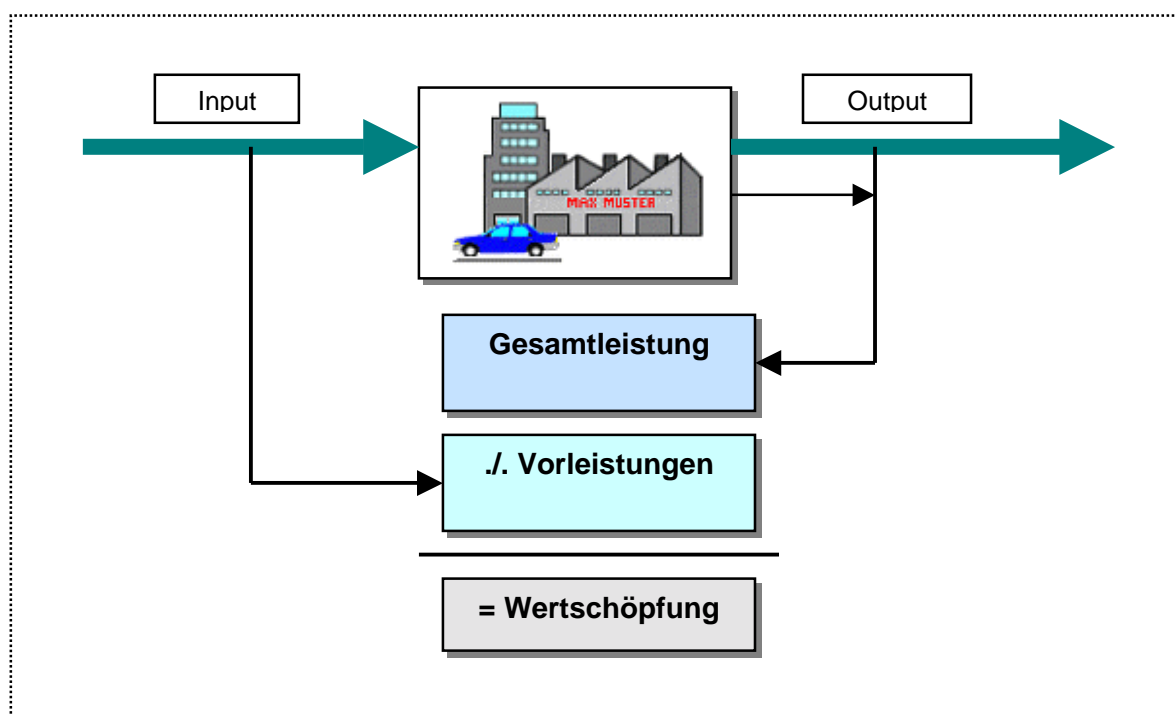 Input
Output
MAX MUSTER
Gesamtleistung
./. Vorleistungen
= Wertschöpfung